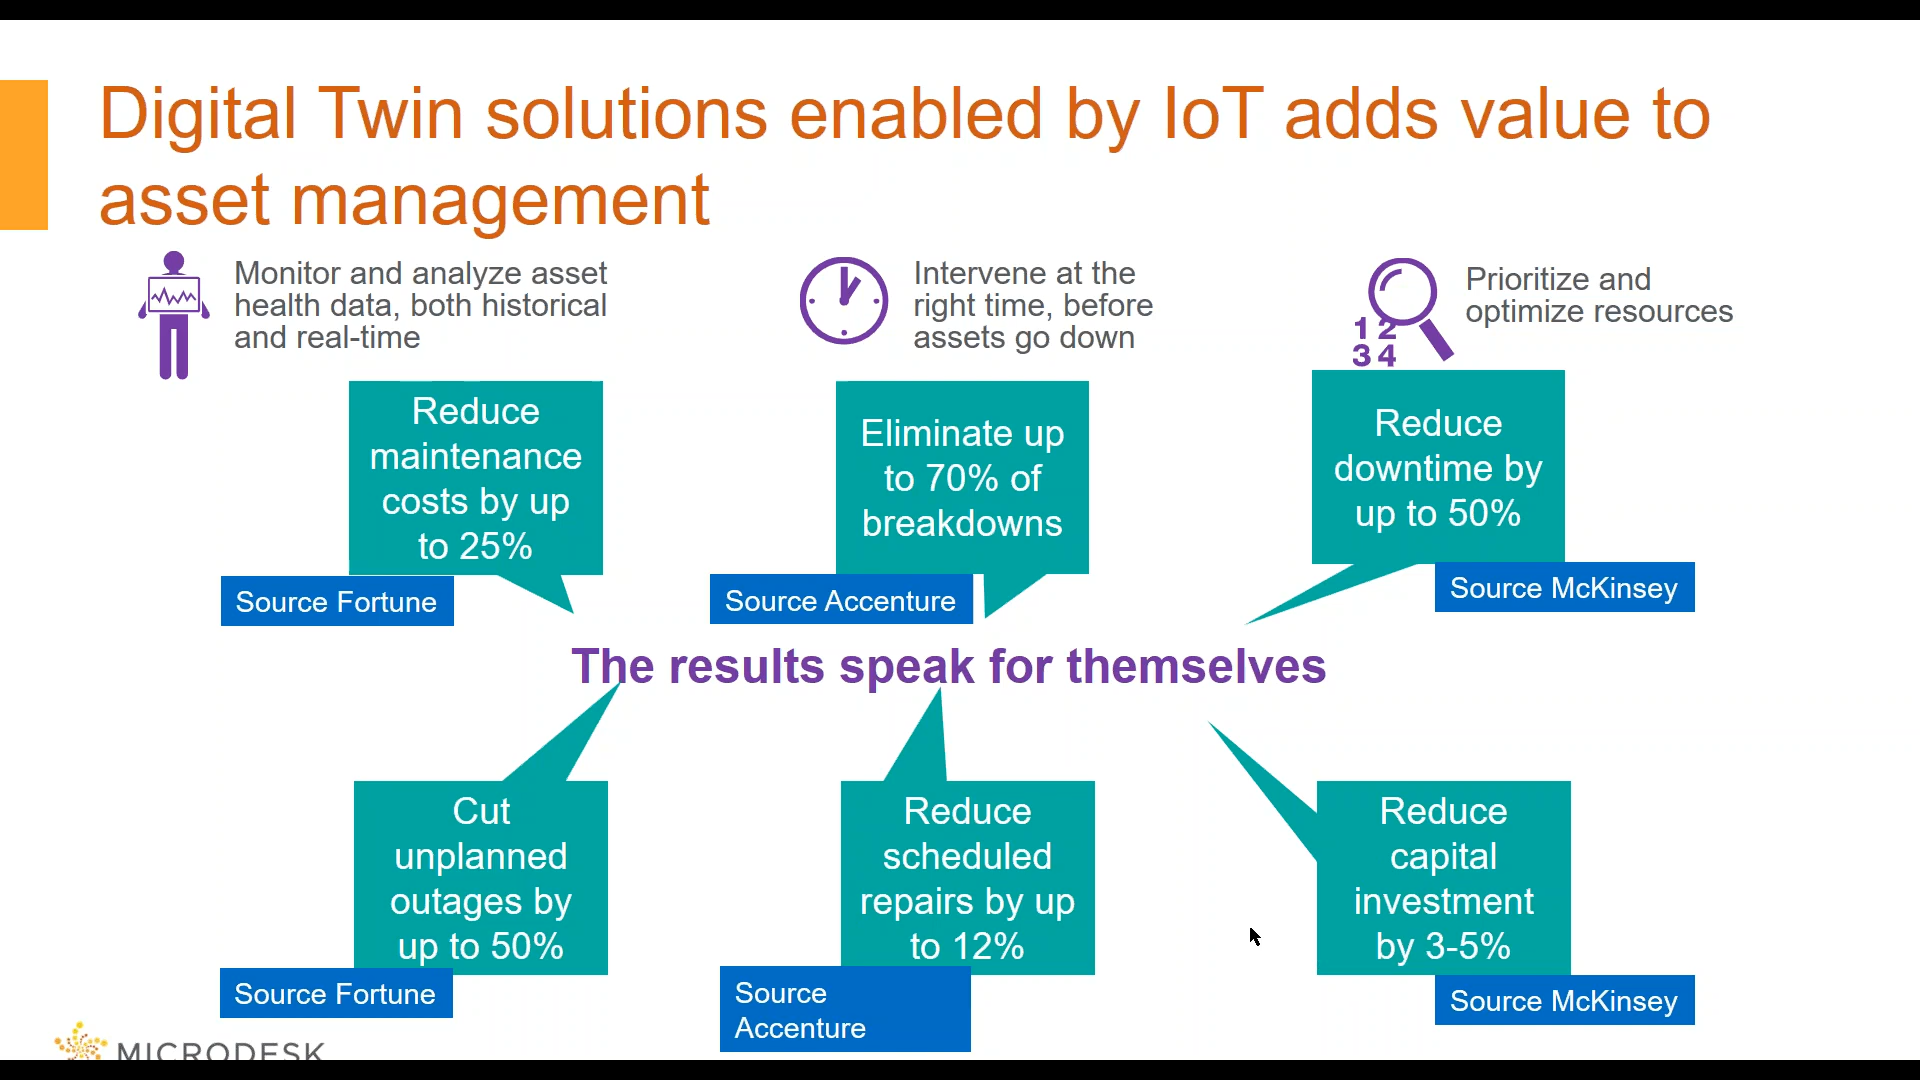 Digital Twin solutions enabled by IoT adds value to
asset management
Monitor and analyze asset
health data, both historical
and real-time
Intervene at the
right time, before
assets go down
1 2
3 4
Prioritize and
optimize resources
Reduce
maintenance
costs by up
to 25%
Source Fortune
Eliminate up
to 70% of
breakdowns
Source Accenture
Reduce
downtime by
up to 50%
Source McKinsey
The results speak for themselves
Cut
unplanned
outages by
up to 50%
Source Fortune
Reduce
scheduled
repairs by up
to 12%
Source
Accenture
Reduce
capital
investment
by 3-5%
Source McKinsey
MICRODESK